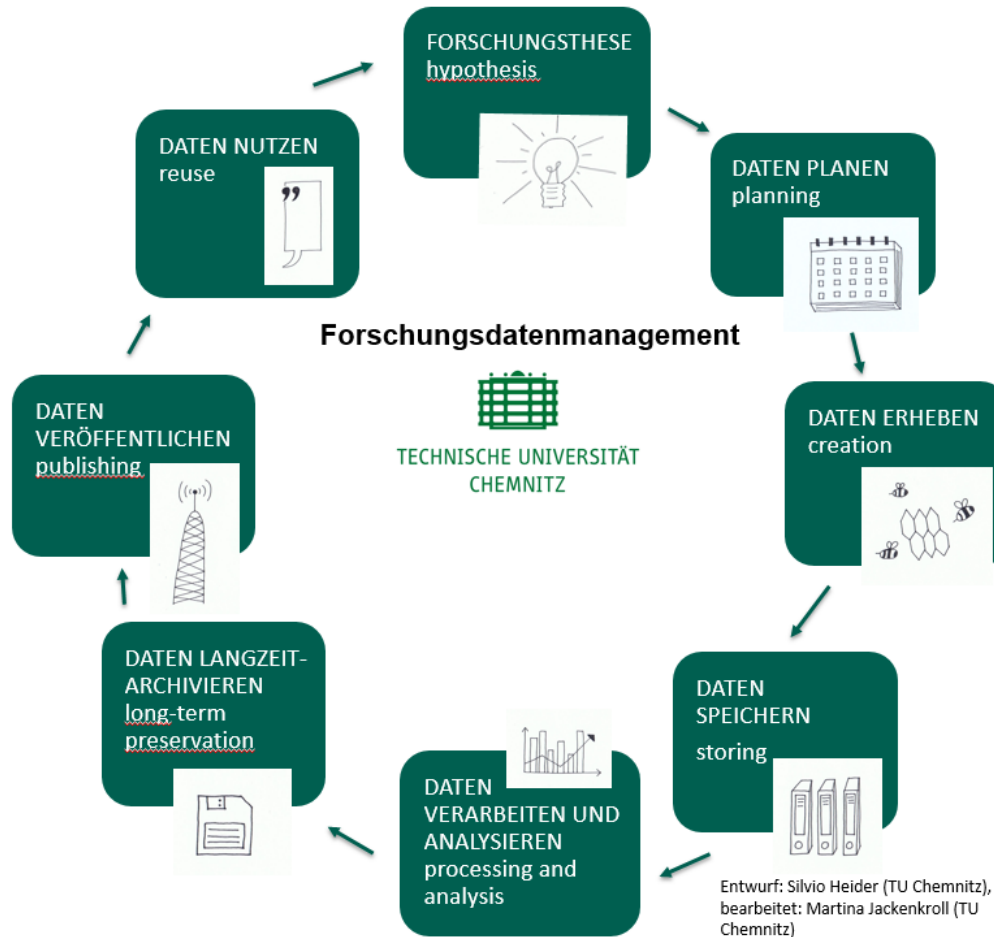 FORSCHUNGSTHESE
hypothesis
DATEN PLANEN
planning
DATEN ERHEBEN
creation
DATEN
SPEICHERN
storing
DATEN
VERARBEITEN UND
ANALYSIEREN
processing and
analysis
DATEN LANGZEIT-
ARCHIVIEREN
long-term
preservation
DATEN
VERÖFFENTLICHEN
publishing
DATEN NUTZEN
reuse
Forschungsdatenmanagement
TECHNISCHE UNIVERSITÄT
CHEMNITZ
Entwurf: Silvio Heider (TU Chemnitz),
bearbeitet: Martina Jackenkroll (TU
Chemnitz)